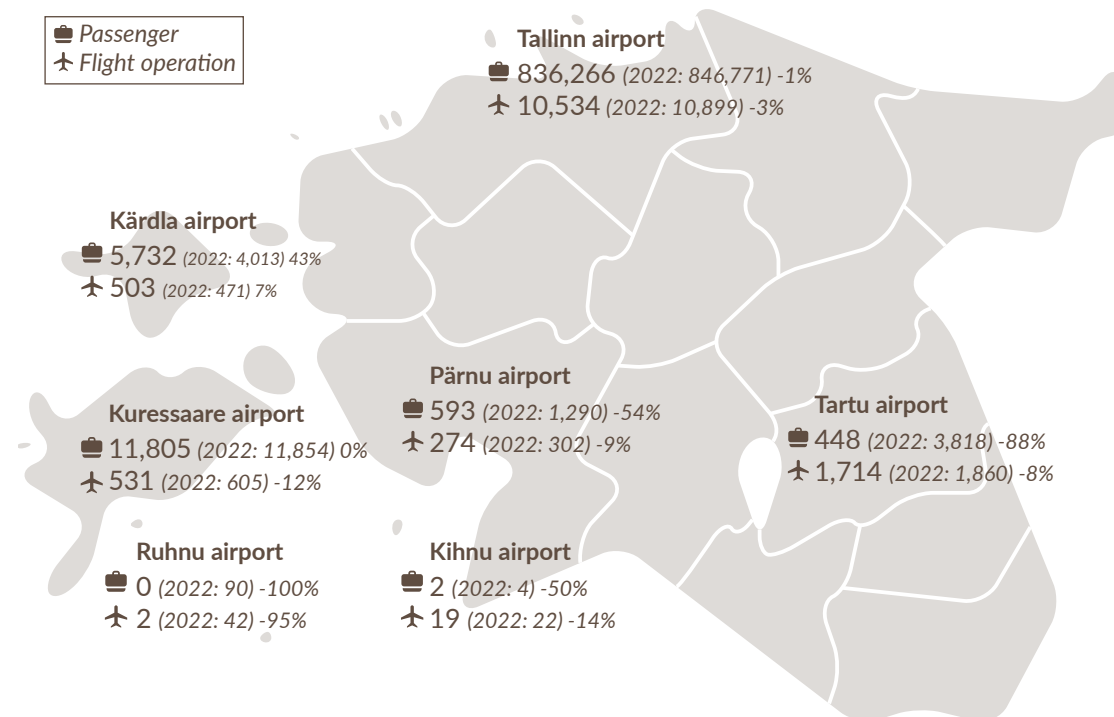 Passenger
Flight operation
Tallinn airport
836,266 (2022: 846,771) -1%
10,534 (2022: 10,899) -3%
Kärdla airport
5,732 (2022: 4,013) 43%
503 (2022: 471) 7%
Pärnu airport
593 (2022: 1,290) -54%
274 (2022: 302) -9%
Tartu airport
448 (2022: 3,818) -88%
1,714 (2022: 1,860) -8%
Kuressaare airport
11,805 (2022: 11,854) 0%
531 (2022: 605) -12%
Ruhnu airport
0 (2022: 90) -100%
2 (2022: 42) -95%
Kihnu airport
2 (2022: 4) -50%
19 (2022: 22) -14%